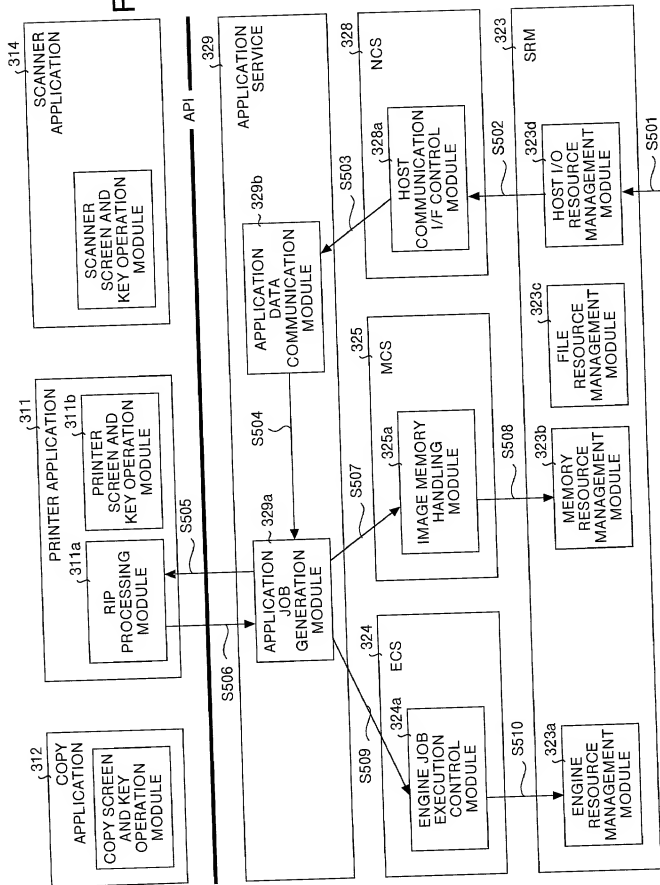 F
312
COPY
APPLICATION
COPY SCREEN
AND KEY
OPERATION
MODULE
311
PRINTER APPLICATION
311a
RIP
PROCESSING
MODULE
311b
PRINTER
SCREEN AND
KEY OPERATION
MODULE
314
SCANNER
APPLICATION
SCANNER
SCREEN AND
KEY OPERATION
MODULE
API
S506
S505
329
APPLICATION
SERVICE
329a
APPLICATION
JOB
GENERATION
MODULE
S504
329b
APPLICATION
DATA
COMMUNICATION
MODULE
S509
S507
S503
324
ECS
324a
ENGINE JOB
EXECUTION
CONTROL
MODULE
325
MCS
325a
IMAGE MEMORY
HANDLING
MODULE
328
NCS
328a
HOST
COMMUNICATION
I/F CONTROL
MODULE
S510
S508
S502
323
SRM
323a
ENGINE
RESOURCE
MANAGEMENT
MODULE
323b
MEMORY
RESOURCE
MANAGEMENT
MODULE
323c
FILE
RESOURCE
MANAGEMENT
MODULE
323d
HOST I/O
RESOURCE
MANAGEMENT
MODULE
S501